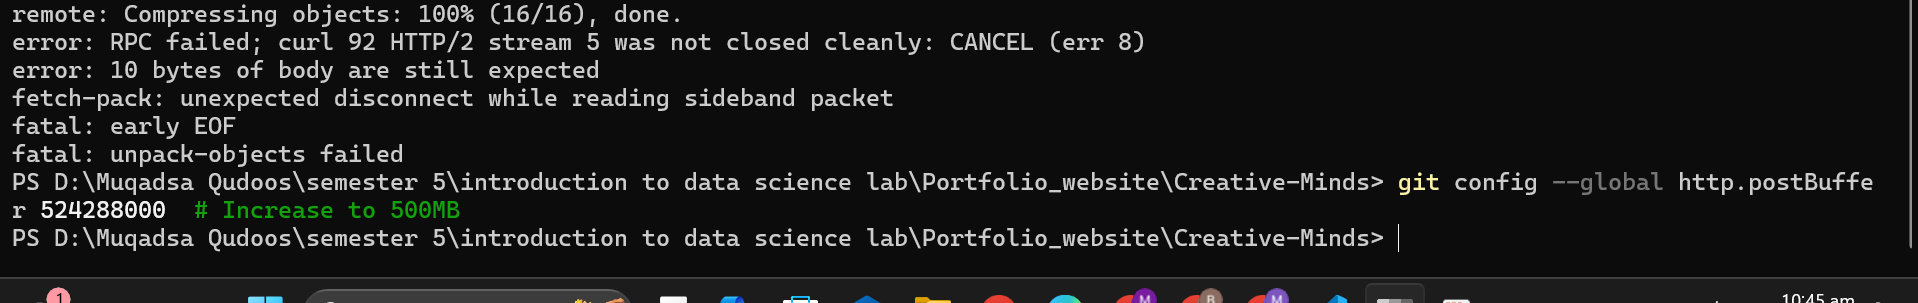 remote: Compressing objects: 100% (16/16), done.
error: RPC failed; curl 92 HTTP/2 stream 5 was not closed cleanly: CANCEL (err 8)
error: 10 bytes of body are still expected
fetch-pack: unexpected disconnect while reading sideband packet
fatal: early EOF
fatal: unpack-objects failed
PS D:\Muqadsa Qudoos\semester 5\introduction to data science lab\Portfolio_website\Creative-Minds> git config --global http.postBuffe
r 524288000  # Increase to 500MB
PS D:\Muqadsa Qudoos\semester 5\introduction to data science lab\Portfolio_website\Creative-Minds>
1 M B M 10:45 am